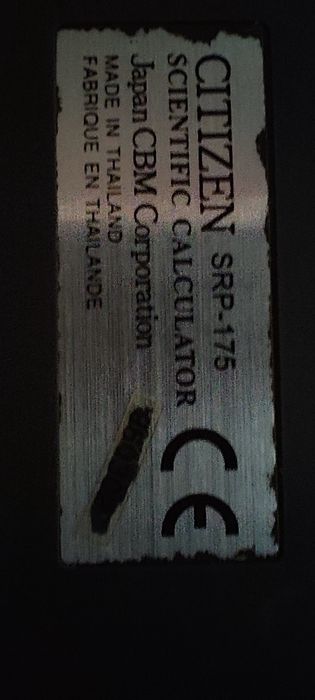 CITIZEN SRP-175
SCIENTIFIC CALCULATOR
Japan CBM Corporation
MADE IN THAILAND
FABRIQUE EN THAILANDE
CE